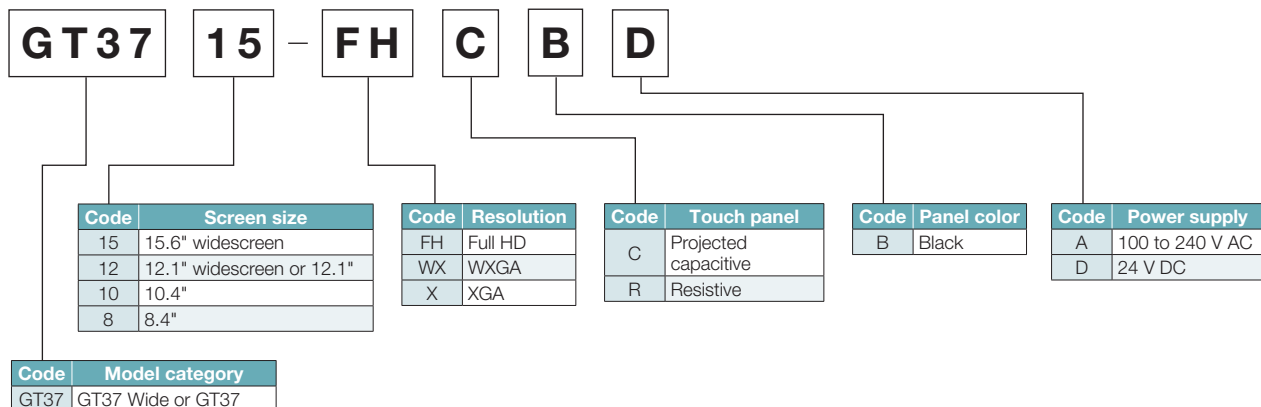 GT37 15 – FH C B D
Code Screen size
15 15.6" widescreen
12 12.1" widescreen or 12.1"
10 10.4"
8 8.4"
Code Resolution
FH Full HD
WX WXGA
X XGA
Code Touch panel
C Projected
capacitive
R Resistive
Code Panel color
B Black
Code Power supply
A 100 to 240 V AC
D 24 V DC
Code Model category
GT37 GT37 Wide or GT37